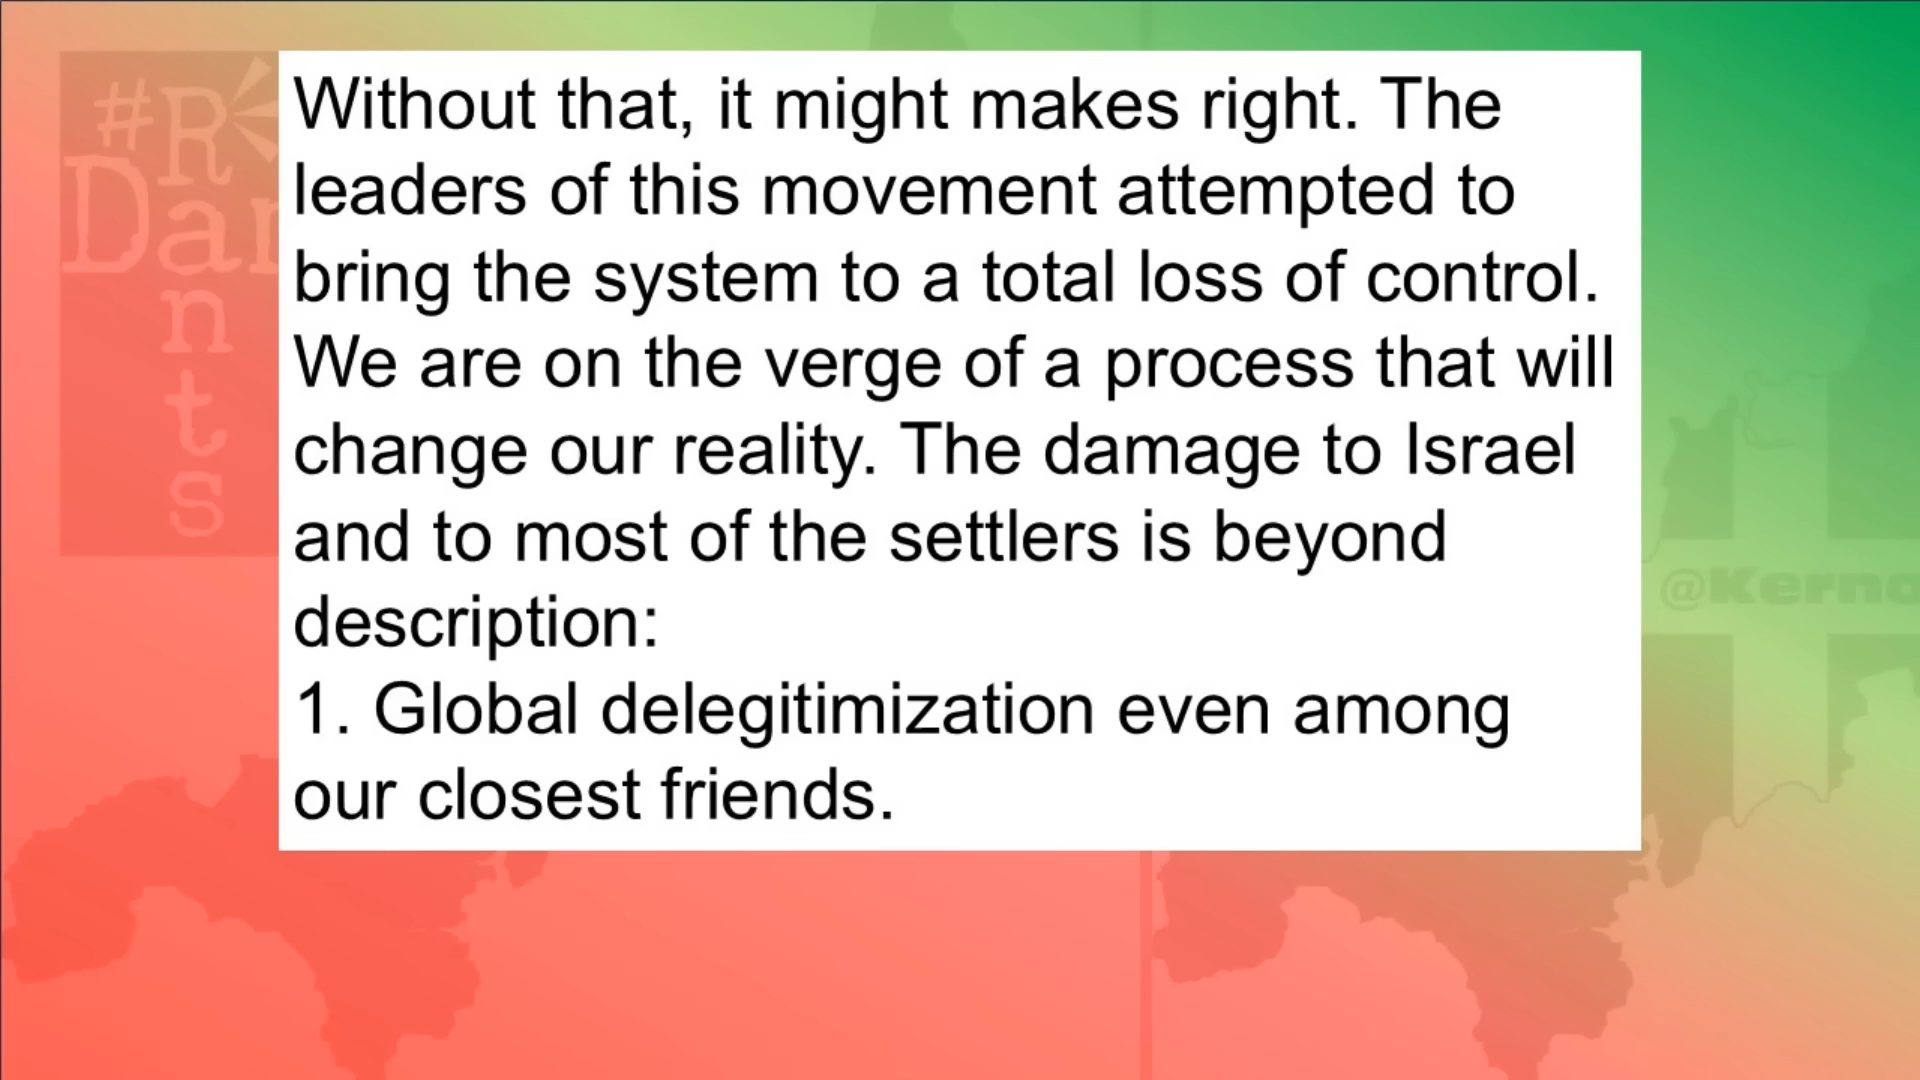 #R
Dan
n
t
s
Without that, it might makes right. The
leaders of this movement attempted to
bring the system to a total loss of control.
We are on the verge of a process that will
change our reality. The damage to Israel
and to most of the settlers is beyond
description:
1. Global delegitimization even among
our closest friends.